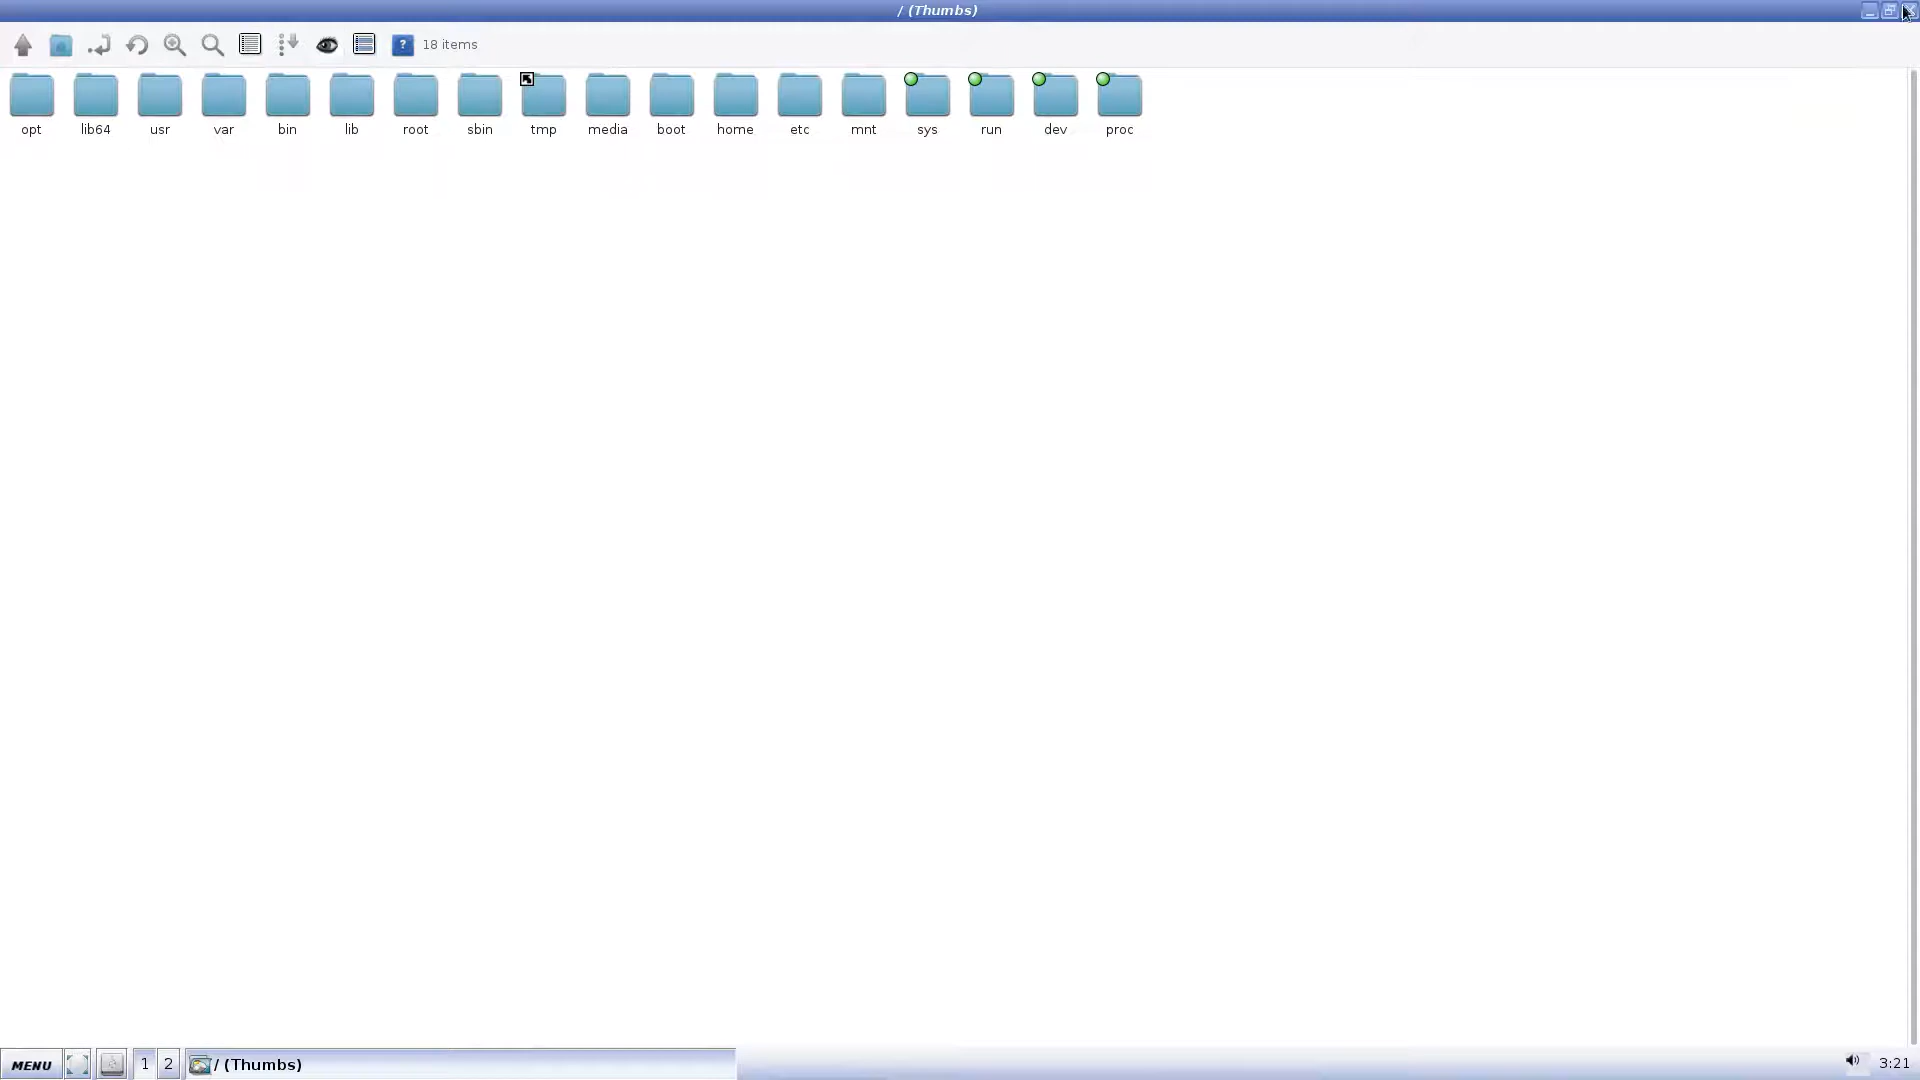 / (Thumbs)
? 18 items
opt lib64 usr var bin lib root sbin tmp media boot home etc mnt sys run dev proc
MENU 1 2 / (Thumbs) 3:21